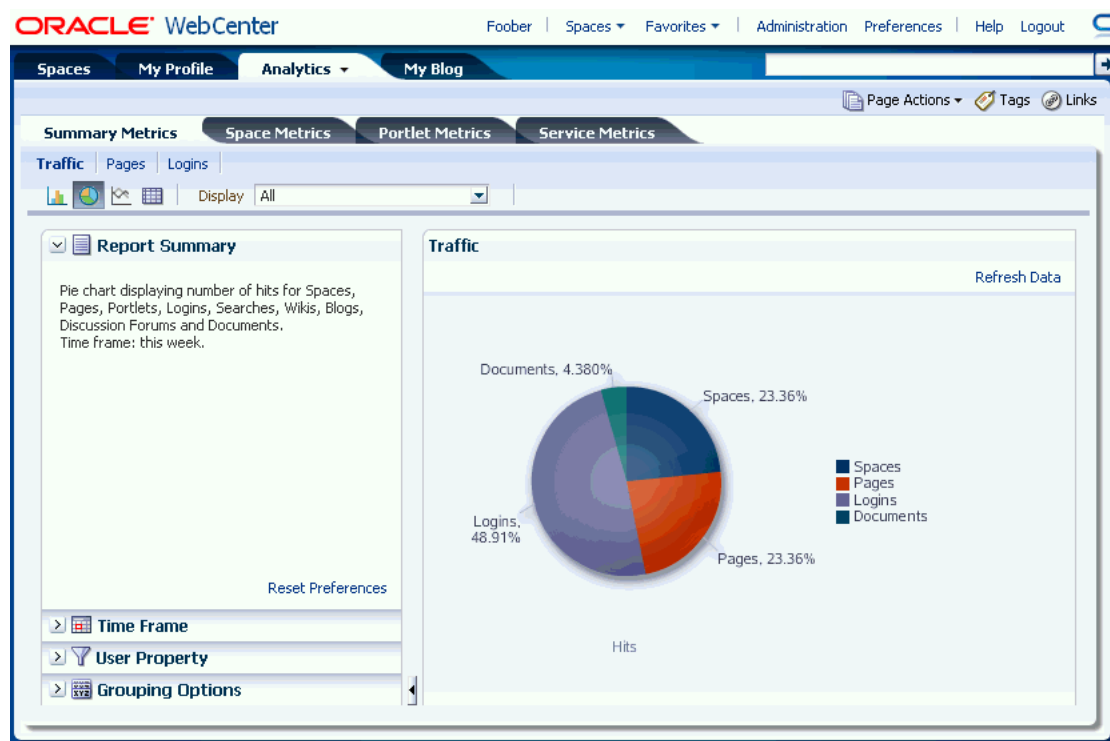 ORACLE WebCenter
Foober Spaces Favorites Administration Preferences Help Logout
Spaces My Profile Analytics My Blog
Page Actions Tags Links
Summary Metrics Space Metrics Portlet Metrics Service Metrics
Traffic Pages Logins
Display All
Report Summary
Pie chart displaying number of hits for Spaces,
Pages, Portlets, Logins, Searches, Wikis, Blogs,
Discussion Forums and Documents.
Time frame: this week.
Reset Preferences
Time Frame
User Property
Grouping Options
Traffic
Refresh Data
Documents, 4.380%
Spaces, 23.36%
Logins,
48.91%
Pages, 23.36%
Spaces
Pages
Logins
Documents
Hits